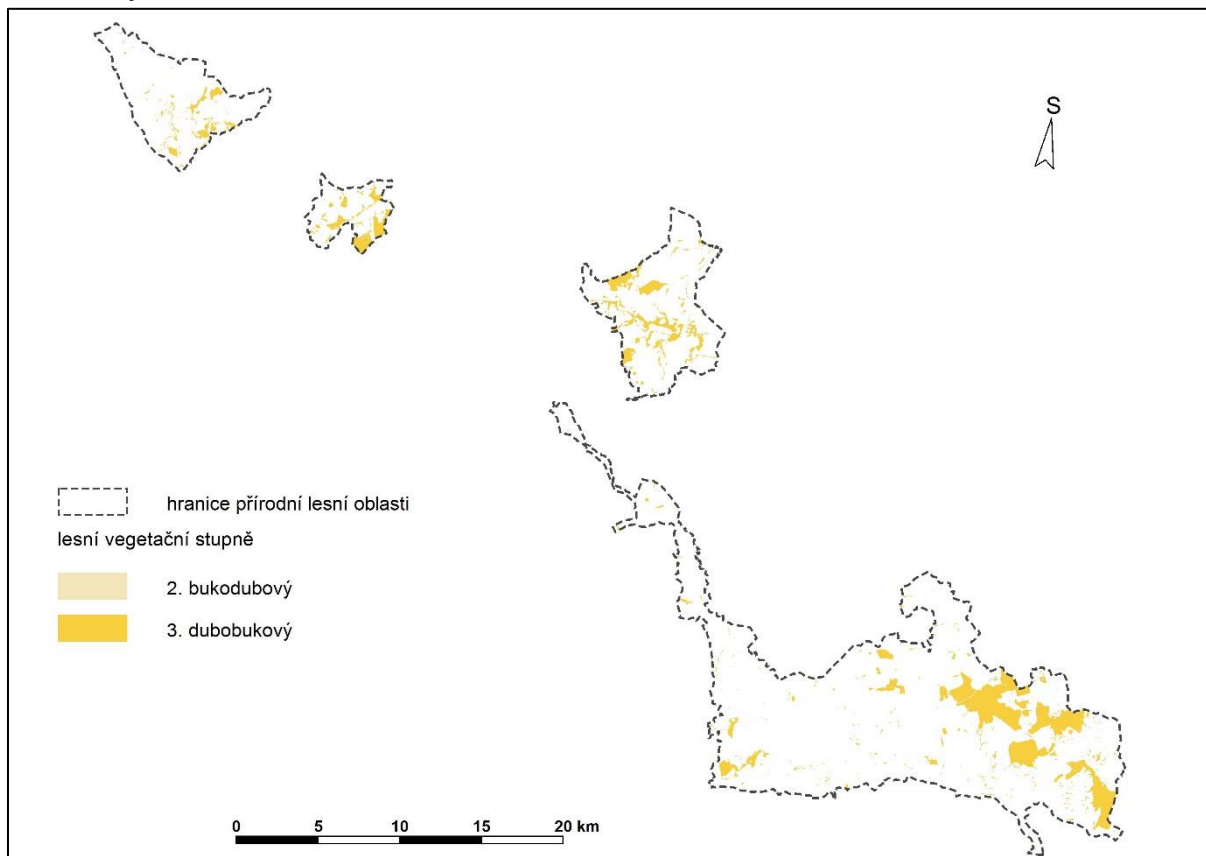 S
hranice přírodní lesní oblasti
lesní vegetační stupně
2. bukodubový
3. dubobukový
0 5 10 15 20 km